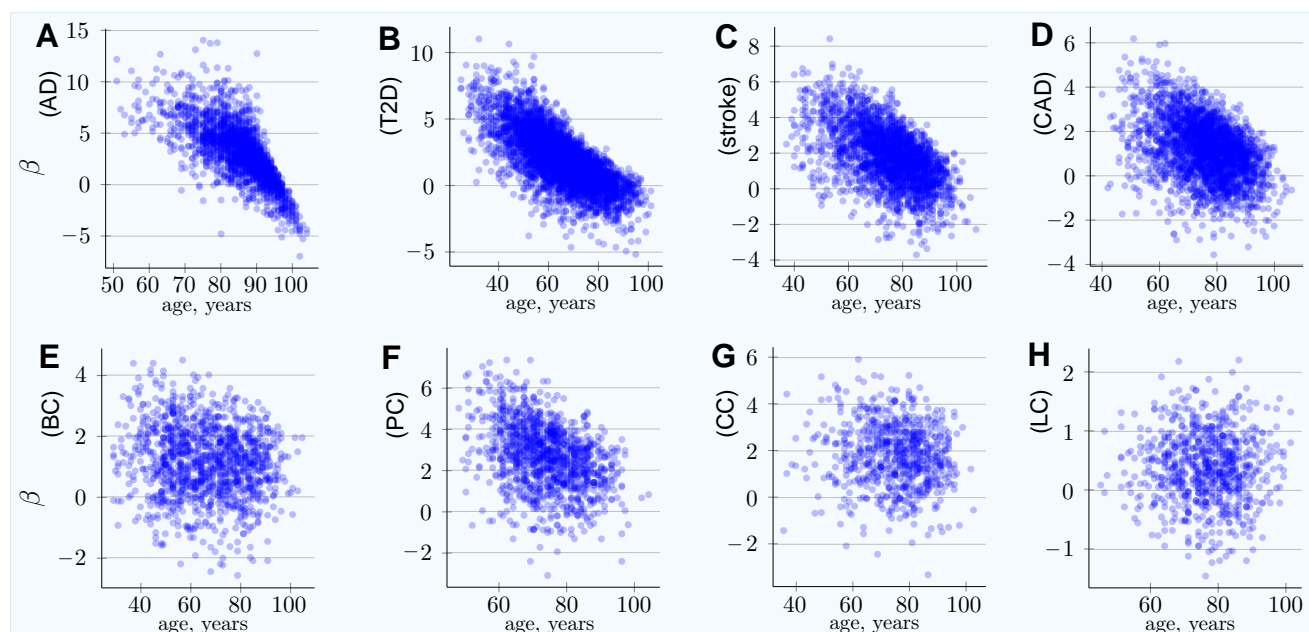 A
(AD)
β
15
10
5
0
−5
50 60 70 80 90 100
age, years
B
(T2D)
10
5
0
−5
40 60 80 100
age, years
C
(stroke)
8
6
4
2
0
−2
−4
40 60 80 100
age, years
D
(CAD)
6
4
2
0
−2
−4
40 60 80 100
age, years
E
(BC)
β
4
2
0
−2
40 60 80 100
age, years
F
(PC)
6
4
2
0
−2
60 80 100
age, years
G
(CC)
6
4
2
0
−2
40 60 80 100
age, years
H
(LC)
2
1
0
−1
60 80 100
age, years